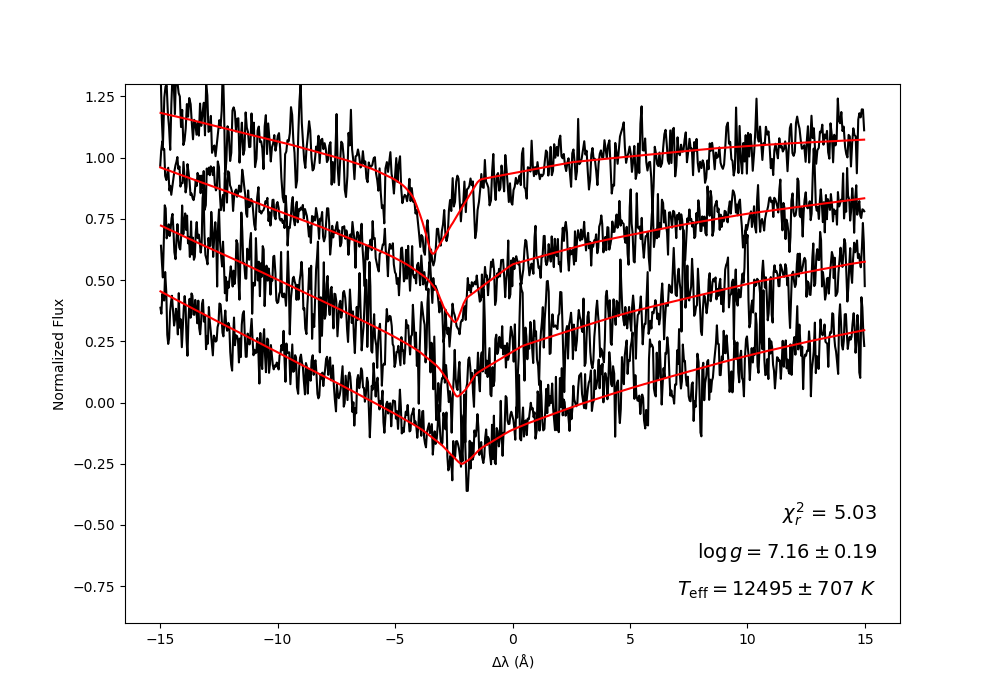 1.25
1.00
0.75
0.50
0.25
0.00
−0.25
−0.50
−0.75
Normalized Flux
χ²ᵣ = 5.03
log g = 7.16 ± 0.19
T_eff = 12495 ± 707 K
−15 −10 −5 0 5 10 15
Δλ (Å)